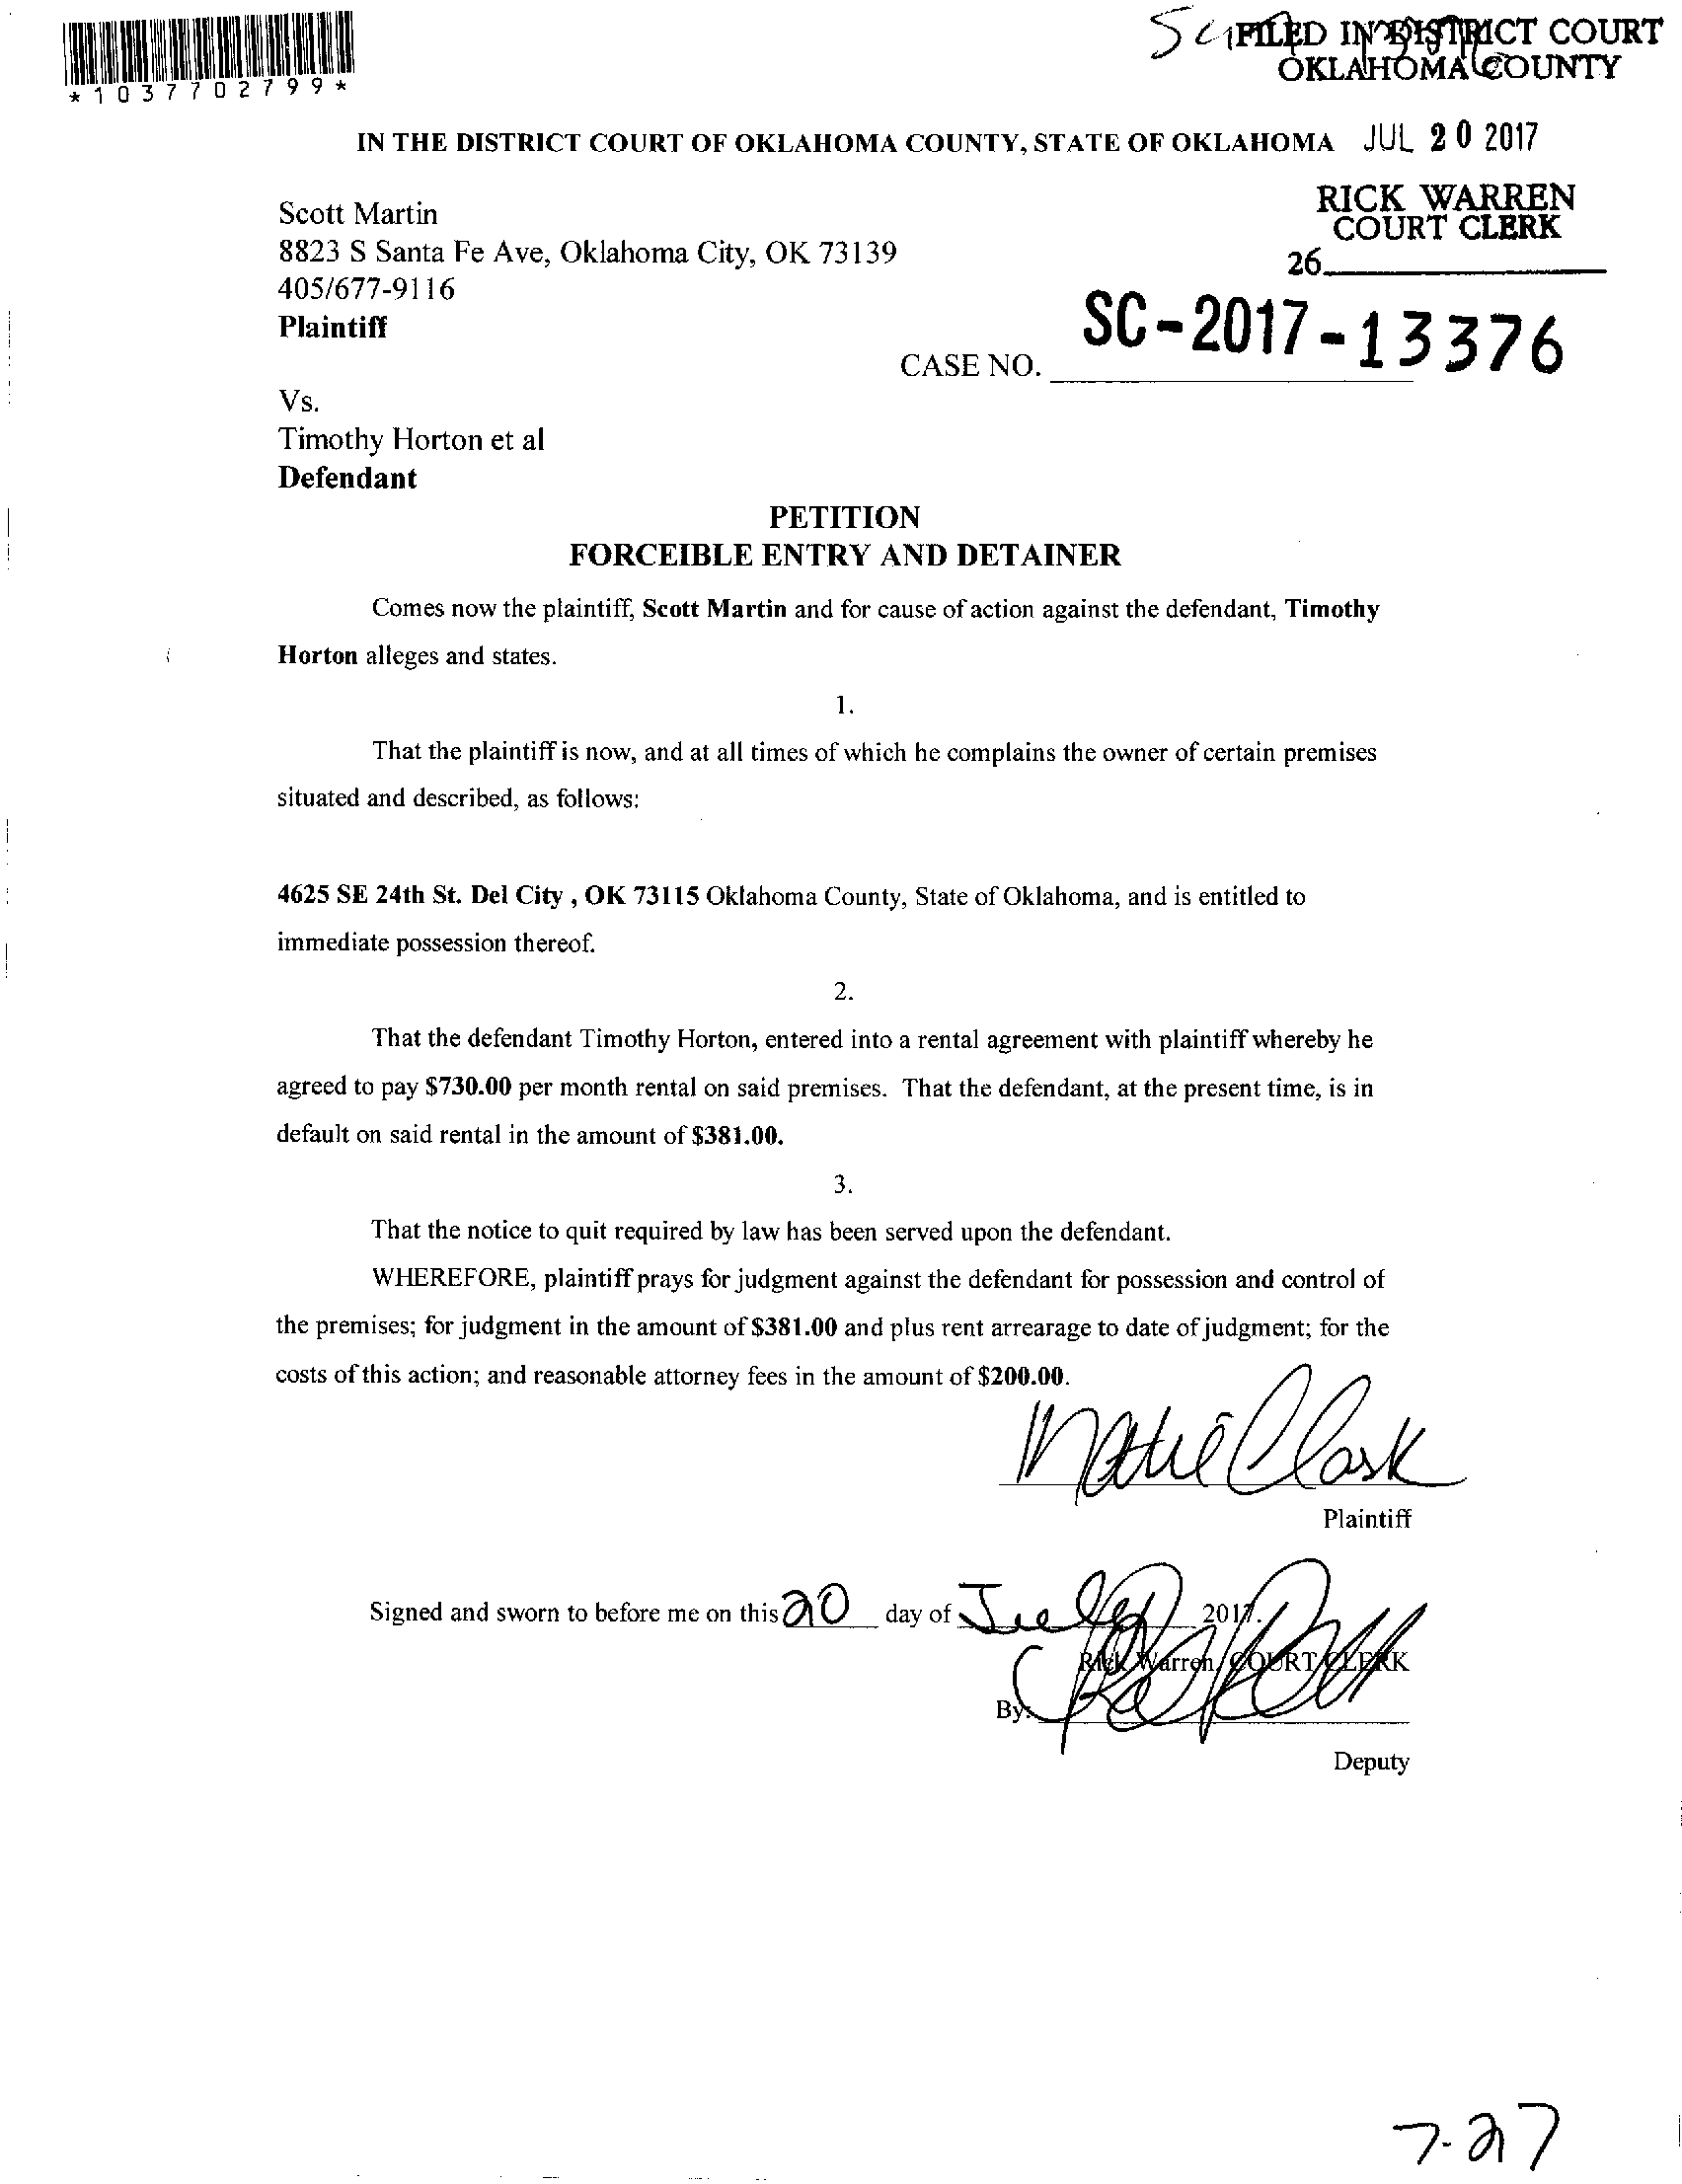 *1037702799*
FILED IN DISTRICT COURT
OKLAHOMA COUNTY
IN THE DISTRICT COURT OF OKLAHOMA COUNTY, STATE OF OKLAHOMA JUL 20 2017
RICK WARREN
COURT CLERK
26
Scott Martin
8823 S Santa Fe Ave, Oklahoma City, OK 73139
405/677-9116
Plaintiff
CASE NO. SC-2017-13376
Vs.
Timothy Horton et al
Defendant
PETITION
FORCEIBLE ENTRY AND DETAINER
Comes now the plaintiff, Scott Martin and for cause of action against the defendant, Timothy
Horton alleges and states.
1.
That the plaintiff is now, and at all times of which he complains the owner of certain premises
situated and described, as follows:
4625 SE 24th St. Del City , OK 73115 Oklahoma County, State of Oklahoma, and is entitled to
immediate possession thereof.
2.
That the defendant Timothy Horton, entered into a rental agreement with plaintiff whereby he
agreed to pay $730.00 per month rental on said premises. That the defendant, at the present time, is in
default on said rental in the amount of $381.00.
3.
That the notice to quit required by law has been served upon the defendant.
WHEREFORE, plaintiff prays for judgment against the defendant for possession and control of
the premises; for judgment in the amount of $381.00 and plus rent arrearage to date of judgment; for the
costs of this action; and reasonable attorney fees in the amount of $200.00.
Clark
Plaintiff
Signed and sworn to before me on this 20 day of July 2017.
Rick Warren, COURT CLERK
By:
Deputy
7-27